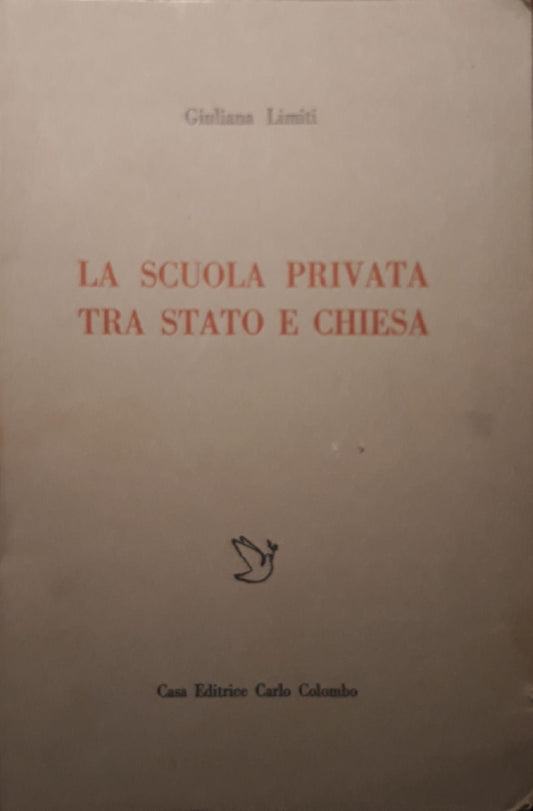 Giuliana Limiti
LA SCUOLA PRIVATA
TRA STATO E CHIESA
Casa Editrice Carlo Colombo